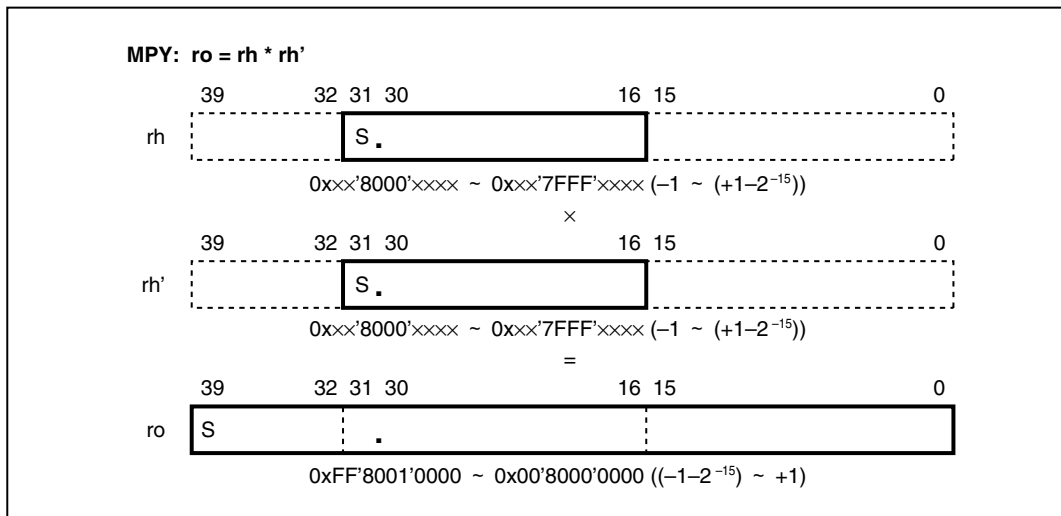 MPY: ro = rh * rh’
39 32 31 30 16 15 0
rh S .
0x××’8000’×××× ~ 0x××’7FFF’×××× (–1 ~ (+1–2⁻¹⁵))
×
39 32 31 30 16 15 0
rh’ S .
0x××’8000’×××× ~ 0x××’7FFF’×××× (–1 ~ (+1–2⁻¹⁵))
=
39 32 31 30 16 15 0
ro S .
0xFF’8001’0000 ~ 0x00’8000’0000 ((–1–2⁻¹⁵) ~ +1)